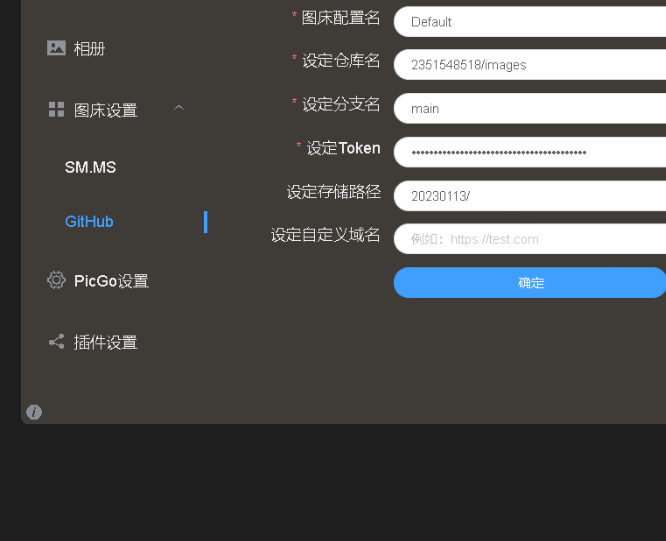 * 图床配置名 Default
相册
* 设定仓库名 2351548518/images
图床设置
* 设定分支名 main
* 设定Token ••••••••••••••••••••••••••••••••••••••••
SM.MS
设定存储路径 20230113/
GitHub
设定自定义域名 例如：https://test.com
PicGo设置
确定
插件设置